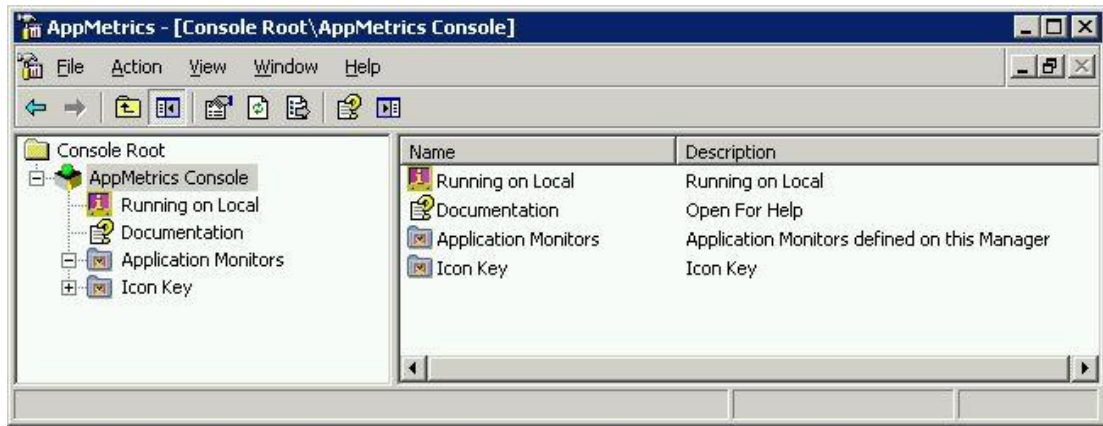 AppMetrics - [Console Root\AppMetrics Console]
File Action View Window Help
Console Root
AppMetrics Console
Running on Local
Documentation
Application Monitors
Icon Key
Name Description
Running on Local Running on Local
Documentation Open For Help
Application Monitors Application Monitors defined on this Manager
Icon Key Icon Key